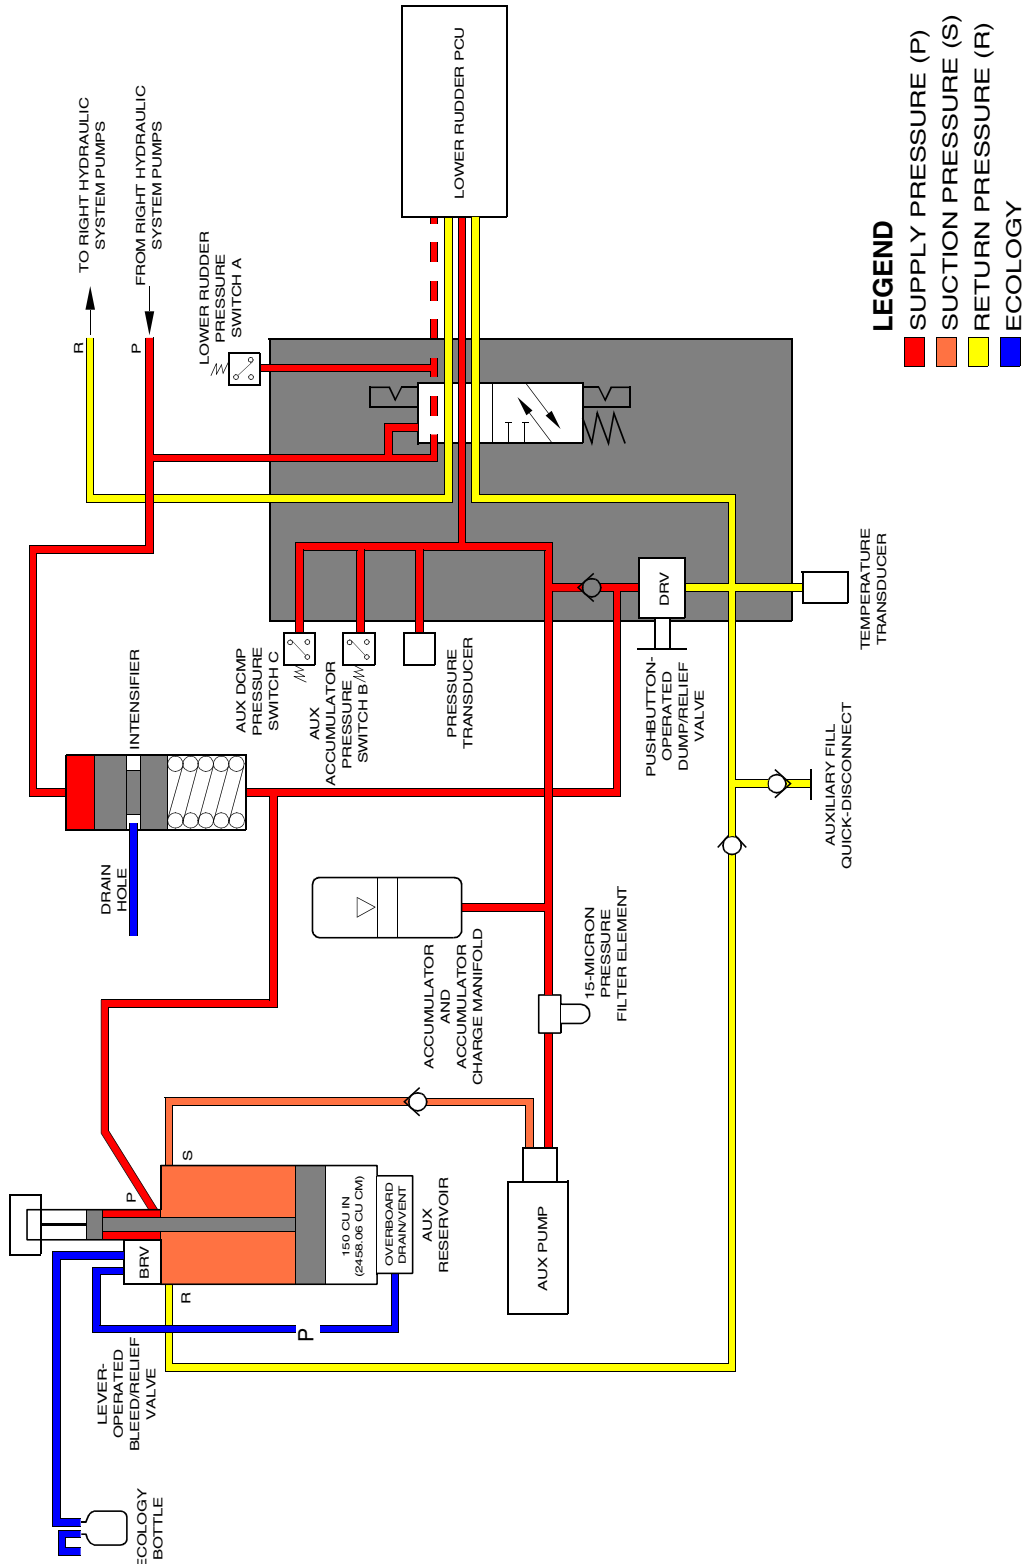 TO RIGHT HYDRAULIC
SYSTEM PUMPS
FROM RIGHT HYDRAULIC
SYSTEM PUMPS
R
P
LOWER RUDDER
PRESSURE
SWITCH A
LOWER RUDDER PCU
LEGEND
SUPPLY PRESSURE (P)
SUCTION PRESSURE (S)
RETURN PRESSURE (R)
ECOLOGY
INTENSIFIER
AUX DCMP
PRESSURE
SWITCH C
AUX
ACCUMULATOR
PRESSURE
SWITCH B
PRESSURE
TRANSDUCER
DRV
PUSHBUTTON-
OPERATED
DUMP/RELIEF
VALVE
TEMPERATURE
TRANSDUCER
AUXILIARY FILL
QUICK-DISCONNECT
DRAIN
HOLE
ACCUMULATOR
AND
ACCUMULATOR
CHARGE MANIFOLD
15-MICRON
PRESSURE
FILTER ELEMENT
P
S
BRV
R
150 CU IN
(2458.06 CU CM)
OVERBOARD
DRAIN/VENT
AUX
RESERVOIR
AUX PUMP
P
LEVER-
OPERATED
BLEED/RELIEF
VALVE
ECOLOGY
BOTTLE